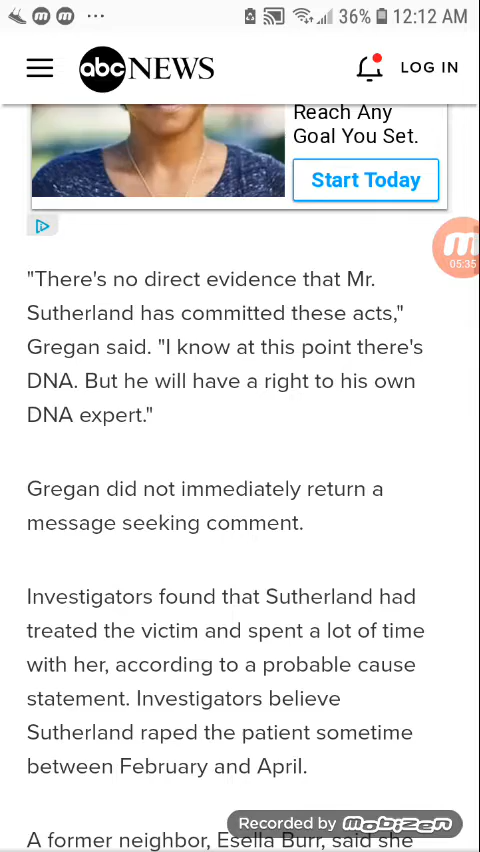 36% 12:12 AM
abc NEWS LOG IN
Reach Any
Goal You Set.
Start Today
05:35
"There's no direct evidence that Mr.
Sutherland has committed these acts,"
Gregan said. "I know at this point there's
DNA. But he will have a right to his own
DNA expert."
Gregan did not immediately return a
message seeking comment.
Investigators found that Sutherland had
treated the victim and spent a lot of time
with her, according to a probable cause
statement. Investigators believe
Sutherland raped the patient sometime
between February and April.
Recorded by mobizen
A former neighbor, Esella Burr, said she